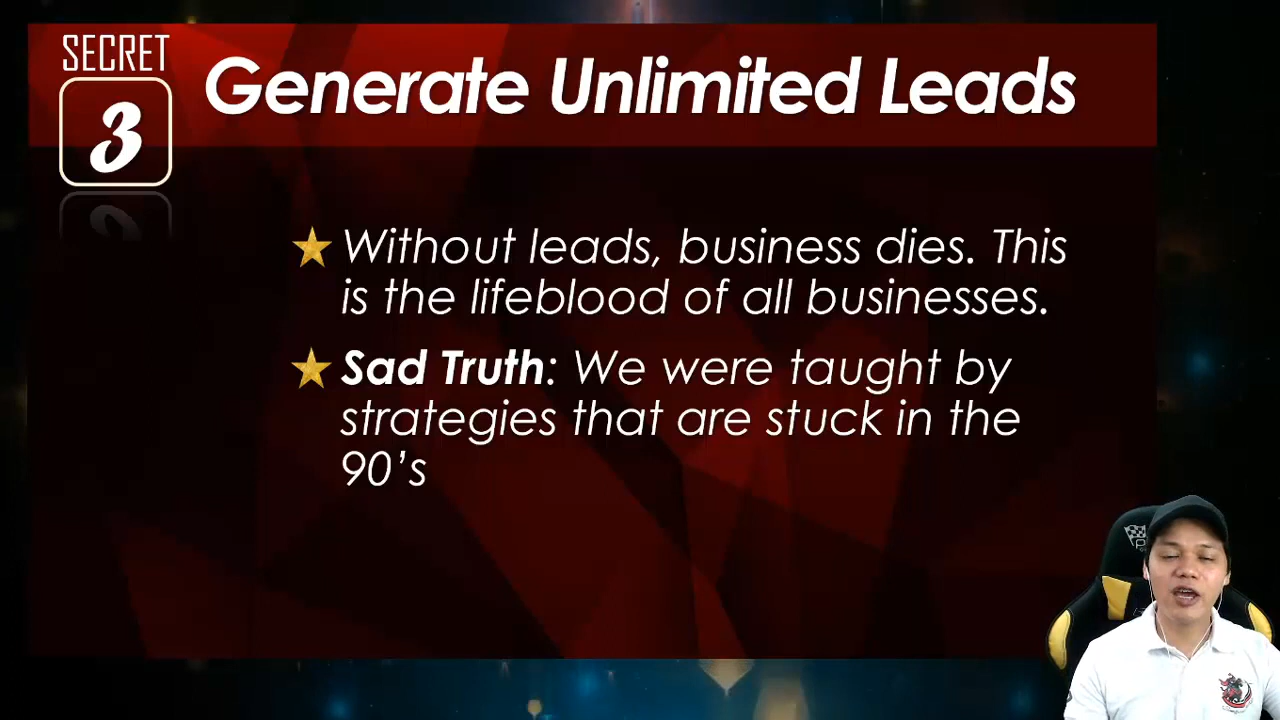 SECRET
3
Generate Unlimited Leads
Without leads, business dies. This
is the lifeblood of all businesses.
Sad Truth: We were taught by
strategies that are stuck in the
90’s